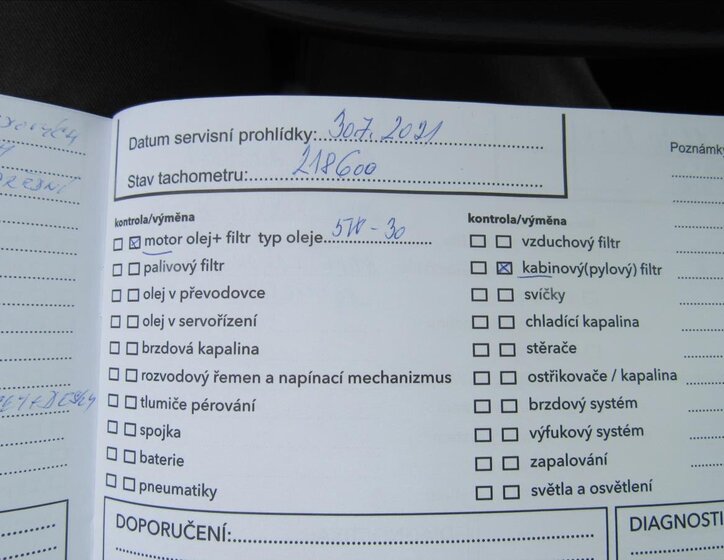 Datum servisní prohlídky: 30.7. 2021
Stav tachometru: 218600
Poznámky
kontrola/výměna
motor olej+ filtr typ oleje 5W-30
palivový filtr
olej v převodovce
olej v servořízení
brzdová kapalina
rozvodový řemen a napínací mechanizmus
tlumiče pérování
spojka
baterie
pneumatiky
kontrola/výměna
vzduchový filtr
kabinový(pylový) filtr
svíčky
chladící kapalina
stěrače
ostřikovače / kapalina
brzdový systém
výfukový systém
zapalování
světla a osvětlení
DOPORUČENÍ:
DIAGNOSTI